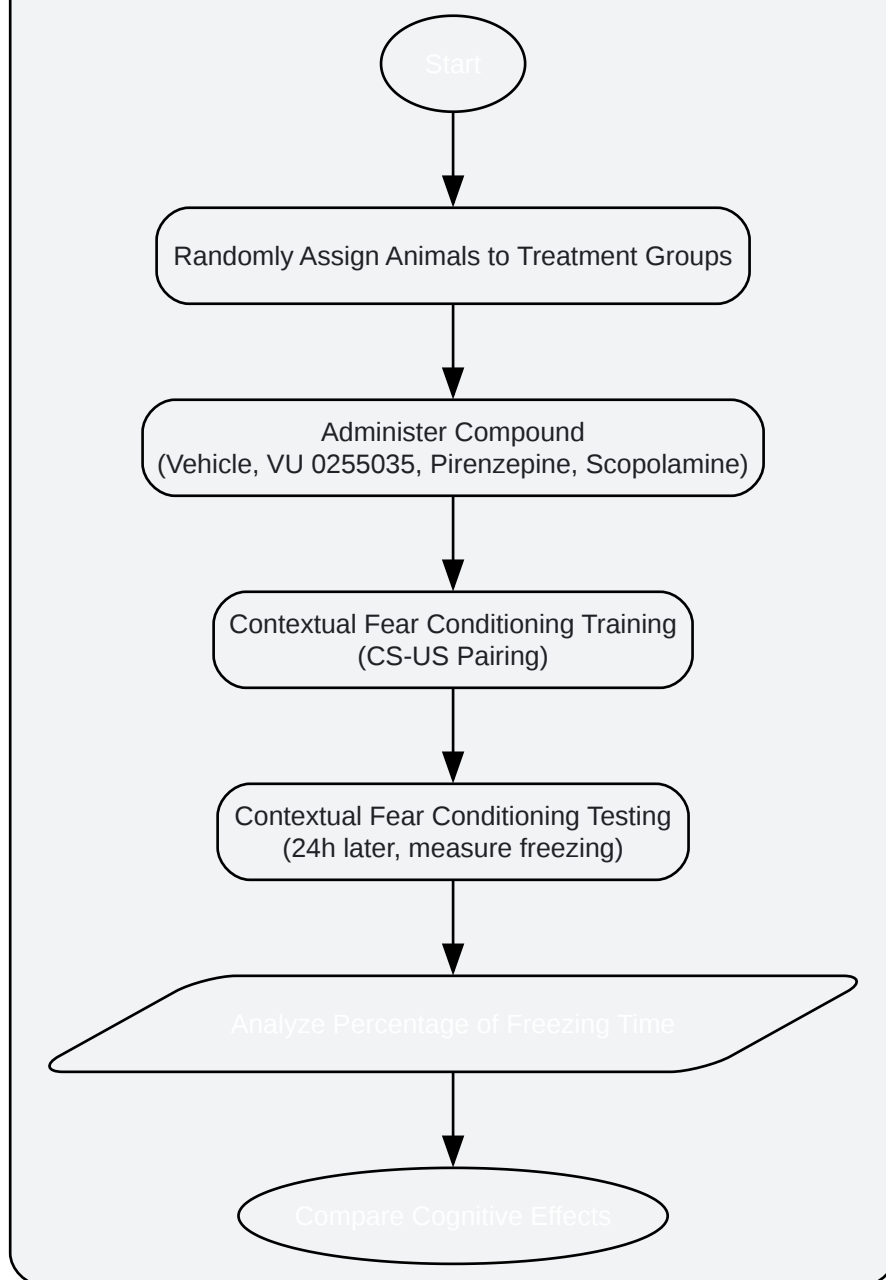 Start
Randomly Assign Animals to Treatment Groups
Administer Compound
(Vehicle, VU 0255035, Pirenzepine, Scopolamine)
Contextual Fear Conditioning Training
(CS-US Pairing)
Contextual Fear Conditioning Testing
(24h later, measure freezing)
Analyze Percentage of Freezing Time
Compare Cognitive Effects